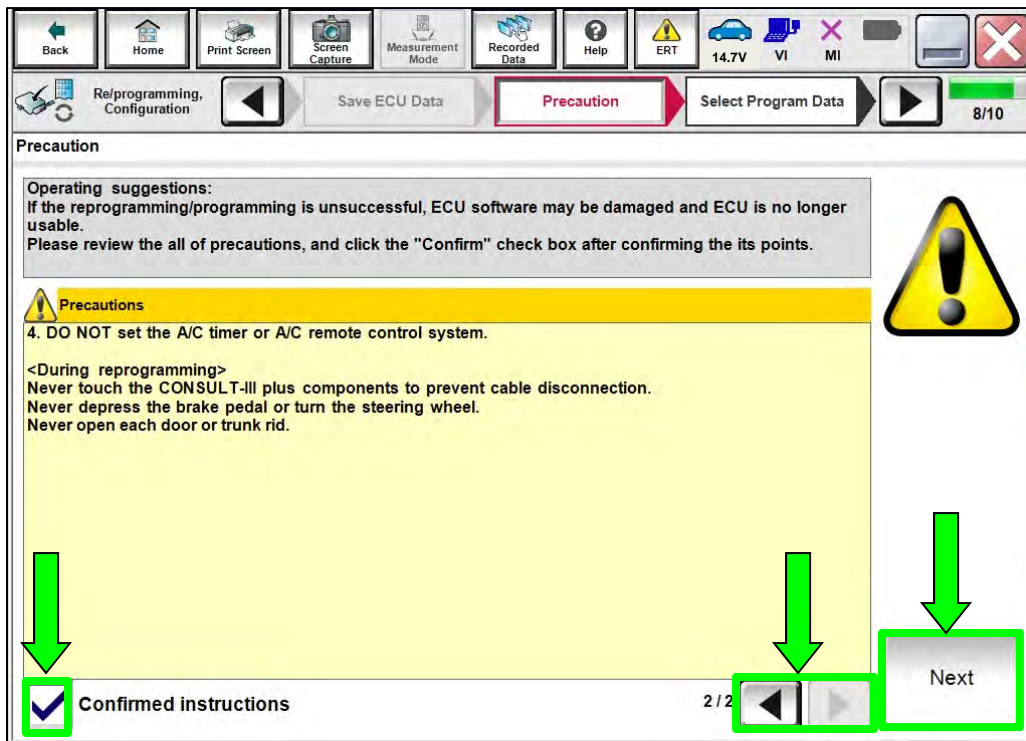 Back
Home
Print Screen
Screen
Capture
Measurement
Mode
Recorded
Data
Help
ERT
14.7V
VI
MI
Re/programming,
Configuration
Save ECU Data
Precaution
Select Program Data
8/10
Precaution
Operating suggestions:
If the reprogramming/programming is unsuccessful, ECU software may be damaged and ECU is no longer
usable.
Please review the all of precautions, and click the "Confirm" check box after confirming the its points.
Precautions
4. DO NOT set the A/C timer or A/C remote control system.
<During reprogramming>
Never touch the CONSULT-III plus components to prevent cable disconnection.
Never depress the brake pedal or turn the steering wheel.
Never open each door or trunk rid.
Confirmed instructions
2/2
Next